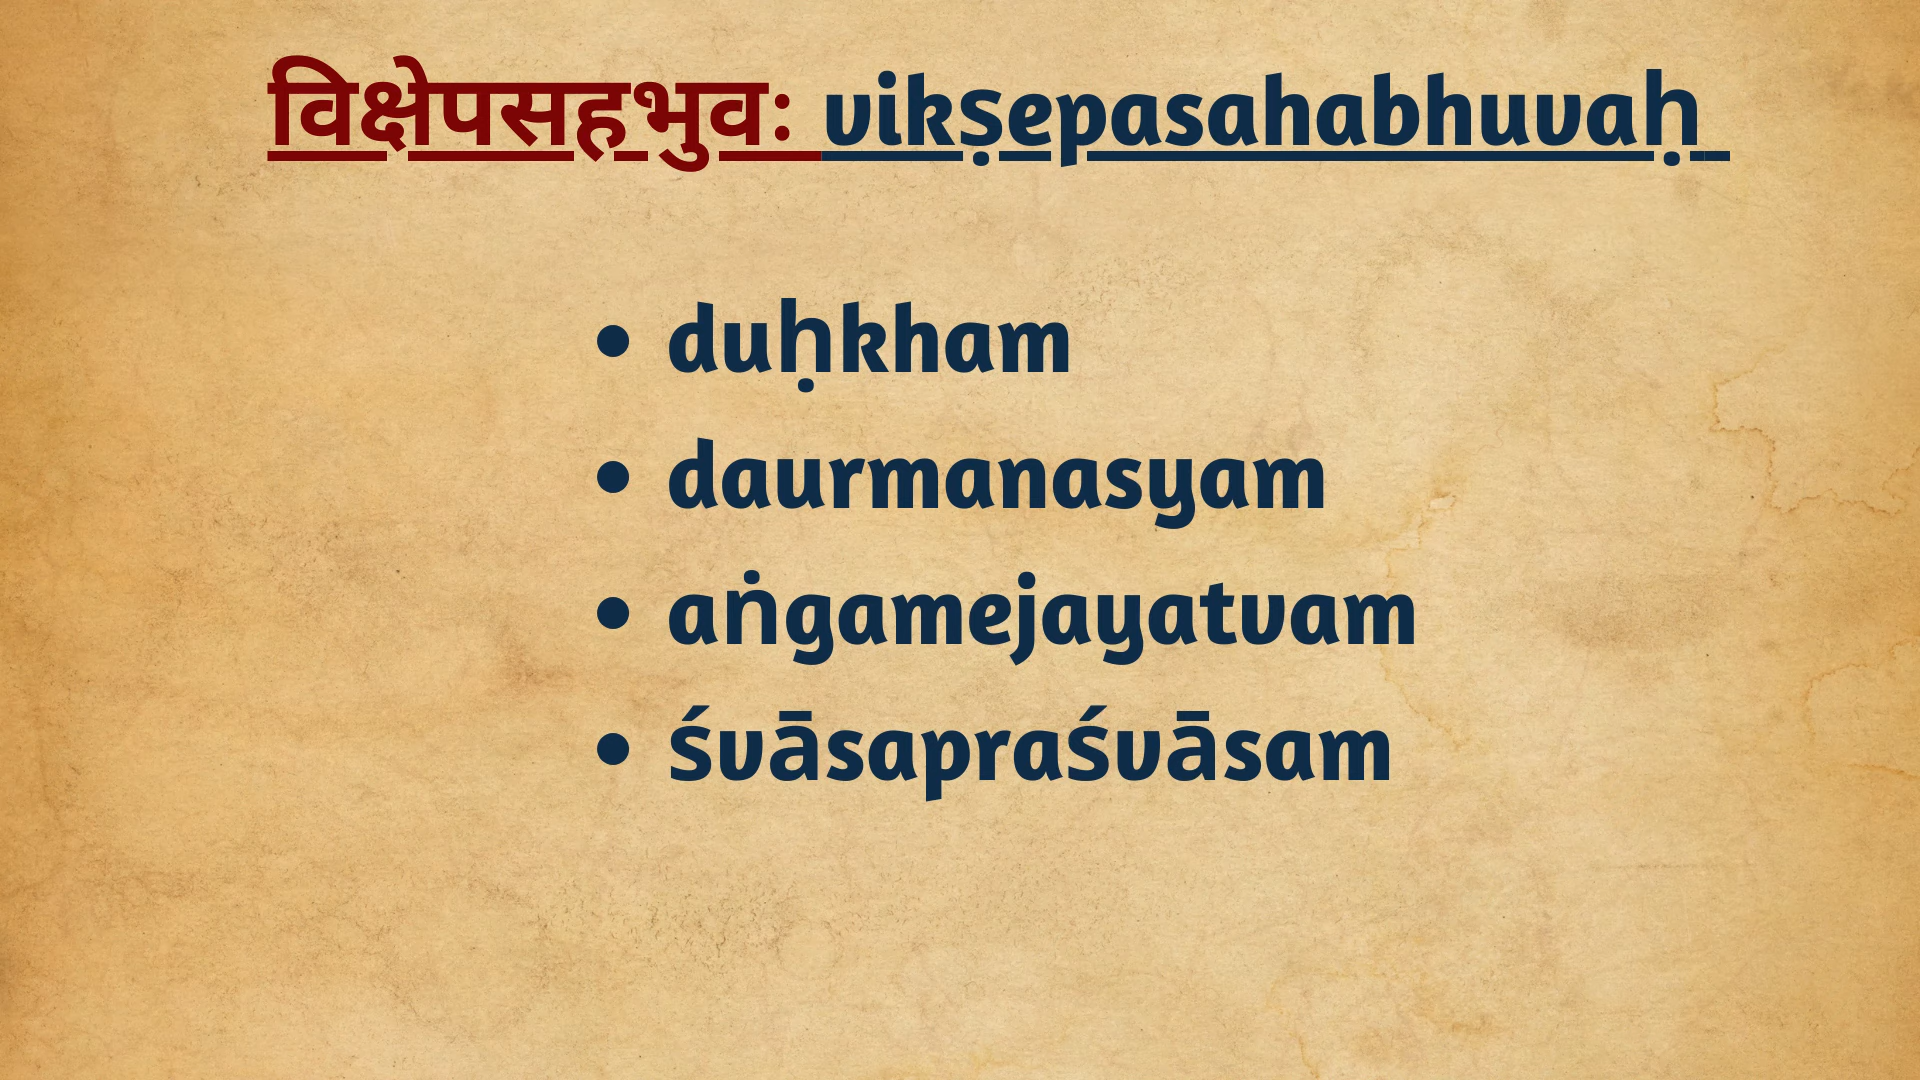 विक्षेपसहभुवः vikṣepasahabhuvaḥ
• duḥkham
• daurmanasyam
• aṅgamejayatvam
• śvāsapraśvāsam